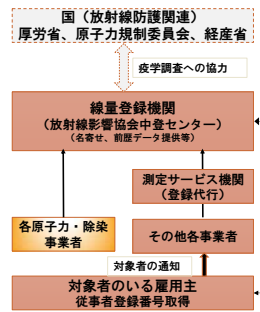 国（放射線防護関連）
厚労省、原子力規制委員会、経産省
疫学調査への協力
線量登録機関
（放射線影響協会中登センター）
（名寄せ、前歴データ提供等）
測定サービス機関
（登録代行）
各原子力・除染
事業者
その他各事業者
対象者の通知
対象者のいる雇用主
従事者登録番号取得